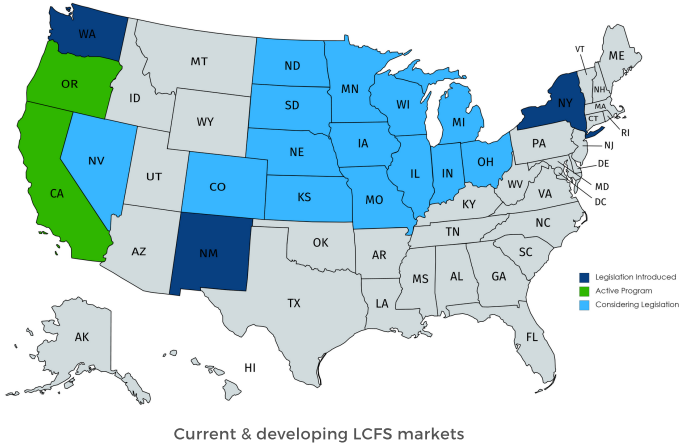 WA
MT
ND
MN
VT
ME
OR
ID
SD
WI
NH
NY
MA
WY
MI
CT
RI
NV
NE
IA
PA
NJ
UT
CO
IL
IN
OH
DE
CA
KS
MO
WV
VA
MD
KY
DC
AZ
NM
OK
AR
TN
NC
SC
MS
AL
GA
TX
LA
Legislation Introduced
Active Program
Considering Legislation
AK
HI
FL
Current & developing LCFS markets